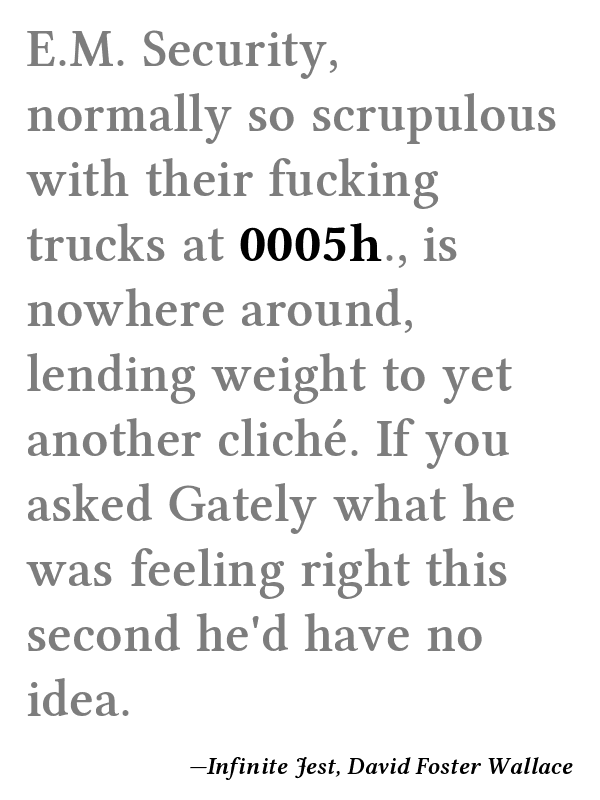 E.M. Security,
normally so scrupulous
with their fucking
trucks at 0005h., is
nowhere around,
lending weight to yet
another cliché. If you
asked Gately what he
was feeling right this
second he'd have no
idea.
—Infinite Jest, David Foster Wallace